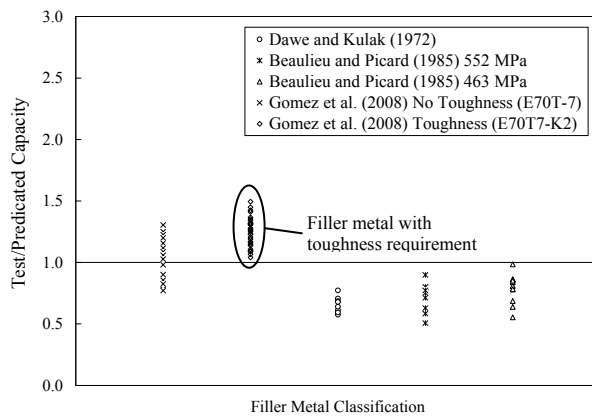 3.0
2.5
2.0
1.5
1.0
0.5
0.0
Test/Predicated Capacity
Dawe and Kulak (1972)
Beaulieu and Picard (1985) 552 MPa
Beaulieu and Picard (1985) 463 MPa
Gomez et al. (2008) No Toughness (E70T-7)
Gomez et al. (2008) Toughness (E70T7-K2)
Filler metal with
toughness requirement
Filler Metal Classification